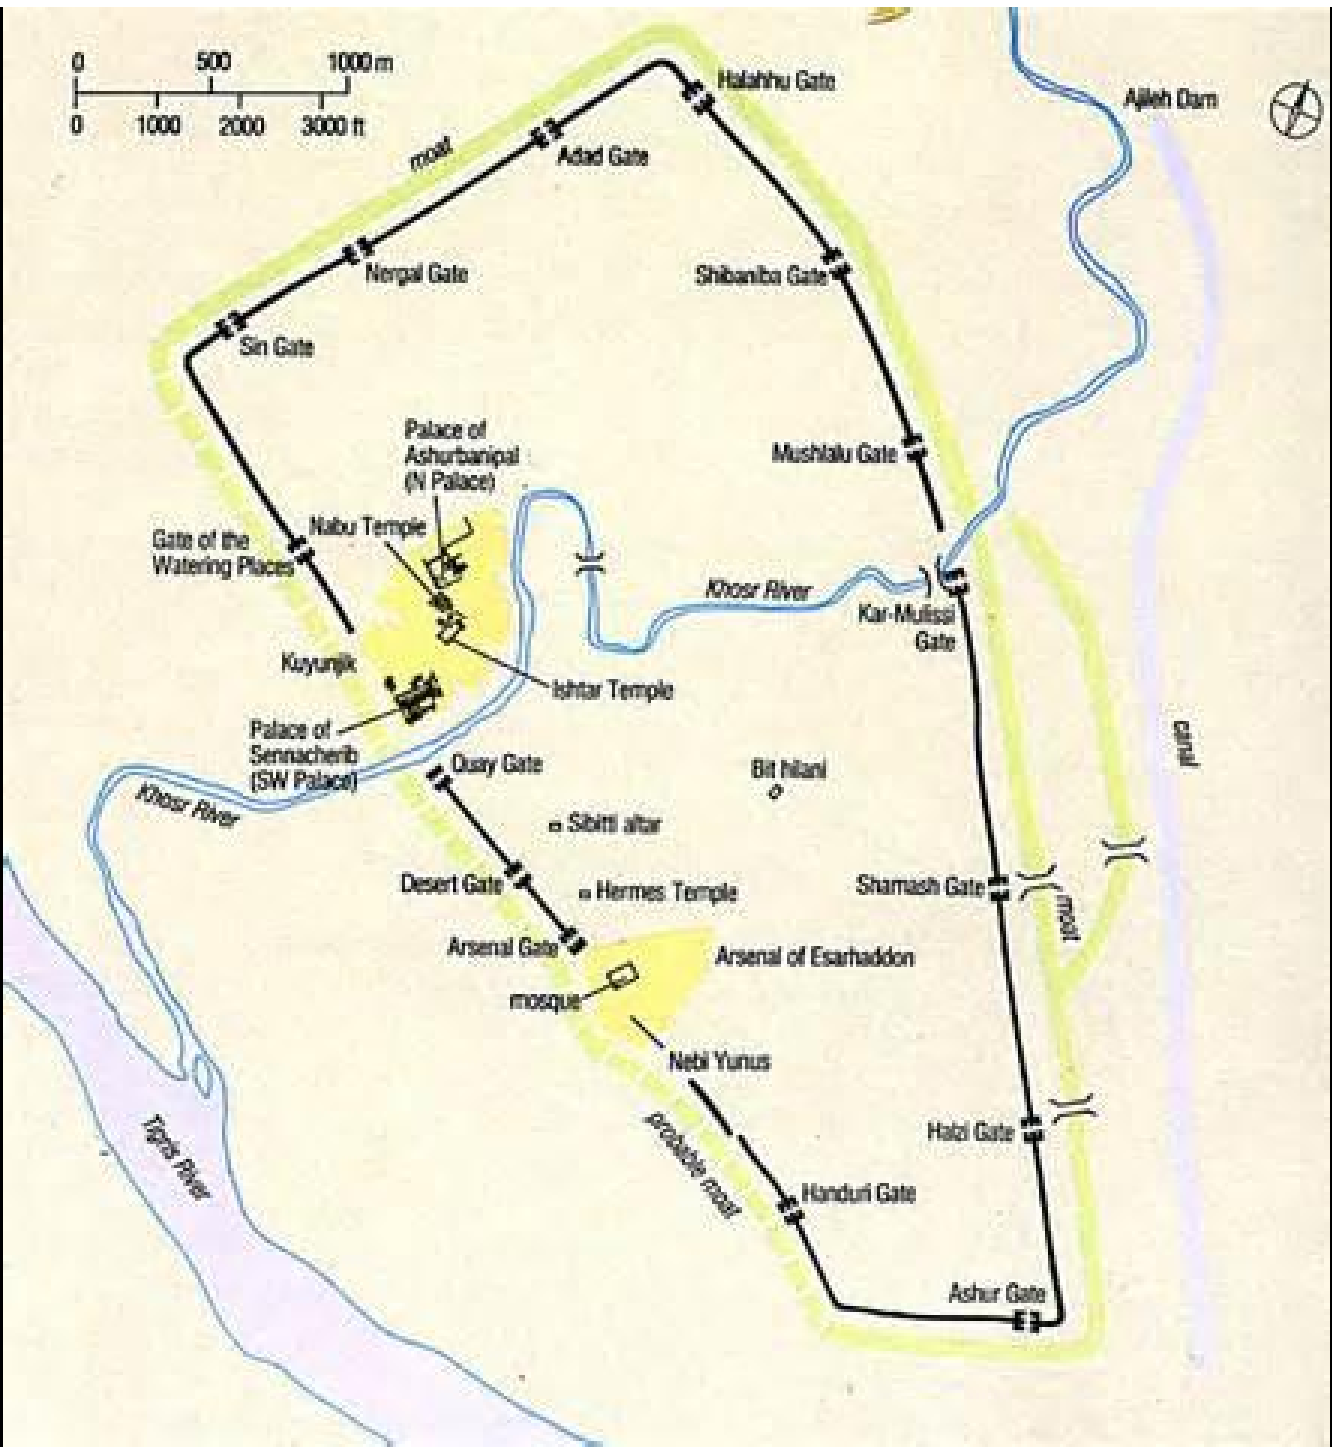 0 500 1000 m
0 1000 2000 3000 ft
Halahhu Gate
Ajileh Dam
moat
Adad Gate
Nergal Gate
Shibaniba Gate
Sin Gate
Palace of
Ashurbanipal
(N Palace)
Mushlalu Gate
Nabu Temple
Gate of the
Watering Places
Khosr River
Kar-Mulissi
Gate
Kuyunjik
Ishtar Temple
Palace of
Sennacherib
(SW Palace)
Quay Gate
Bit hilani
canal
Khosr River
Sibitti altar
Desert Gate
Hermes Temple
Shamash Gate
moat
Arsenal Gate
Arsenal of Esarhaddon
mosque
Nebi Yunus
Tigris River
probable moat
Halzi Gate
Handuri Gate
Ashur Gate